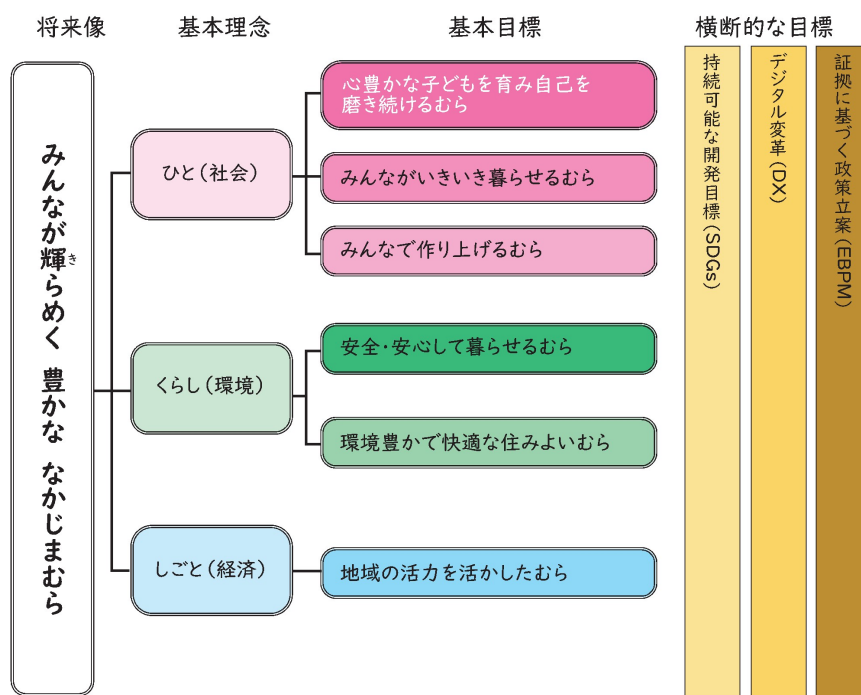 将来像
基本理念
基本目標
横断的な目標
みんなが輝らめく 豊かな なかじまむら
き
ひと(社会)
心豊かな子どもを育み自己を
磨き続けるむら
みんながいきいき暮らせるむら
みんなで作り上げるむら
くらし(環境)
安全・安心して暮らせるむら
環境豊かで快適な住みよいむら
しごと(経済)
地域の活力を活かしたむら
持続可能な開発目標(SDGs)
デジタル変革(DX)
証拠に基づく政策立案(EBPM)